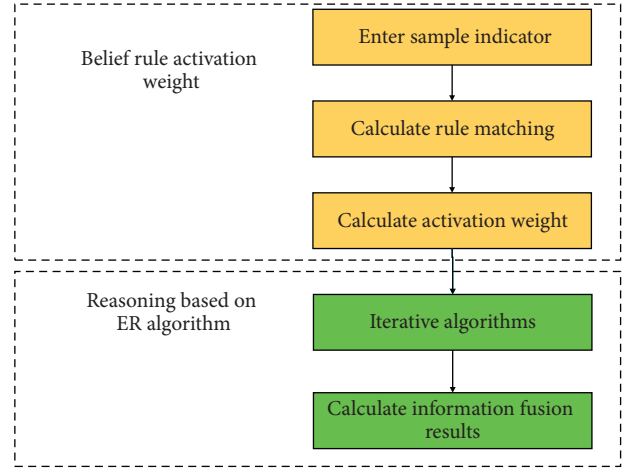 Belief rule activation
weight
Enter sample indicator
Calculate rule matching
Calculate activation weight
Reasoning based on
ER algorithm
Iterative algorithms
Calculate information fusion
results